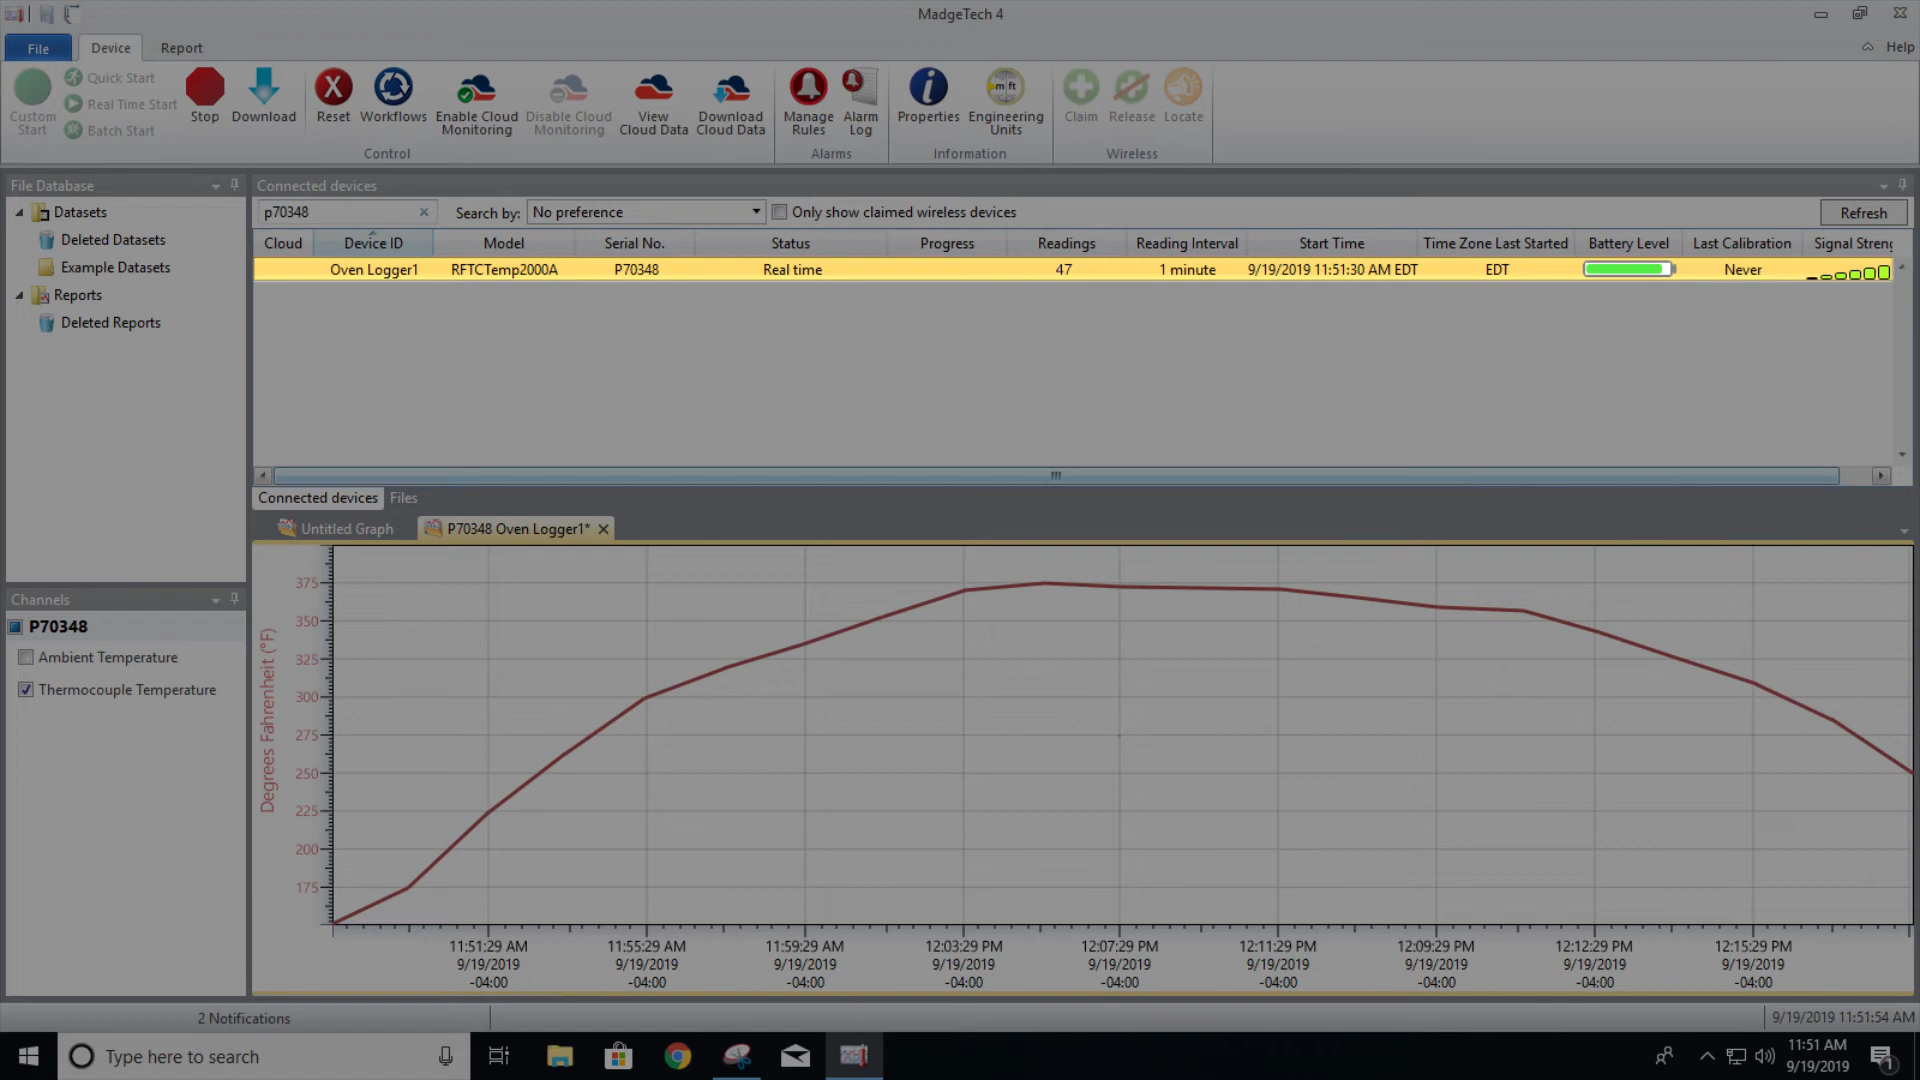 MadgeTech 4
File
Device
Report
Help
Custom
Start
Quick Start
Real Time Start
Batch Start
Stop
Download
Reset
Workflows
Enable Cloud
Monitoring
Disable Cloud
Monitoring
View
Cloud Data
Download
Cloud Data
Control
Manage
Rules
Alarm
Log
Alarms
Properties
Engineering
Units
Information
Claim
Release
Locate
Wireless
File Database
Datasets
Deleted Datasets
Example Datasets
Reports
Deleted Reports
Connected devices
p70348
Search by: No preference
Only show claimed wireless devices
Refresh
Cloud Device ID Model Serial No. Status Progress Readings Reading Interval Start Time Time Zone Last Started Battery Level Last Calibration Signal Streng
Oven Logger1 RFTCTemp2000A P70348 Real time 47 1 minute 9/19/2019 11:51:30 AM EDT EDT Never
Connected devices Files
Untitled Graph
P70348 Oven Logger1*
Channels
P70348
Ambient Temperature
Thermocouple Temperature
Degrees Fahrenheit (°F)
375
350
325
300
275
250
225
200
175
11:51:29 AM 11:55:29 AM 11:59:29 AM 12:03:29 PM 12:07:29 PM 12:11:29 PM 12:09:29 PM 12:12:29 PM 12:15:29 PM
9/19/2019 9/19/2019 9/19/2019 9/19/2019 9/19/2019 9/19/2019 9/19/2019 9/19/2019 9/19/2019
-04:00 -04:00 -04:00 -04:00 -04:00 -04:00 -04:00 -04:00 -04:00
2 Notifications
9/19/2019 11:51:54 AM
Type here to search
11:51 AM
9/19/2019
1